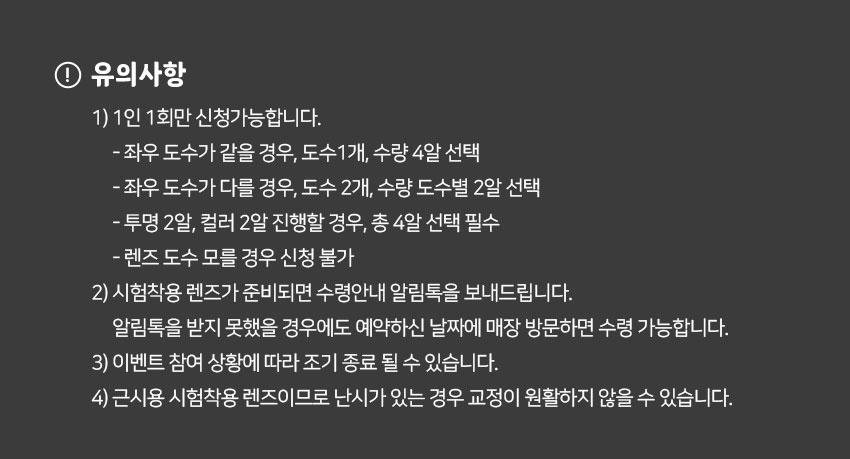 유의사항
1) 1인 1회만 신청가능합니다.
- 좌우 도수가 같을 경우, 도수1개, 수량 4알 선택
- 좌우 도수가 다를 경우, 도수 2개, 수량 도수별 2알 선택
- 투명 2알, 컬러 2알 진행할 경우, 총 4알 선택 필수
- 렌즈 도수 모를 경우 신청 불가
2) 시험착용 렌즈가 준비되면 수령안내 알림톡을 보내드립니다.
알림톡을 받지 못했을 경우에도 예약하신 날짜에 매장 방문하면 수령 가능합니다.
3) 이벤트 참여 상황에 따라 조기 종료 될 수 있습니다.
4) 근시용 시험착용 렌즈이므로 난시가 있는 경우 교정이 원활하지 않을 수 있습니다.